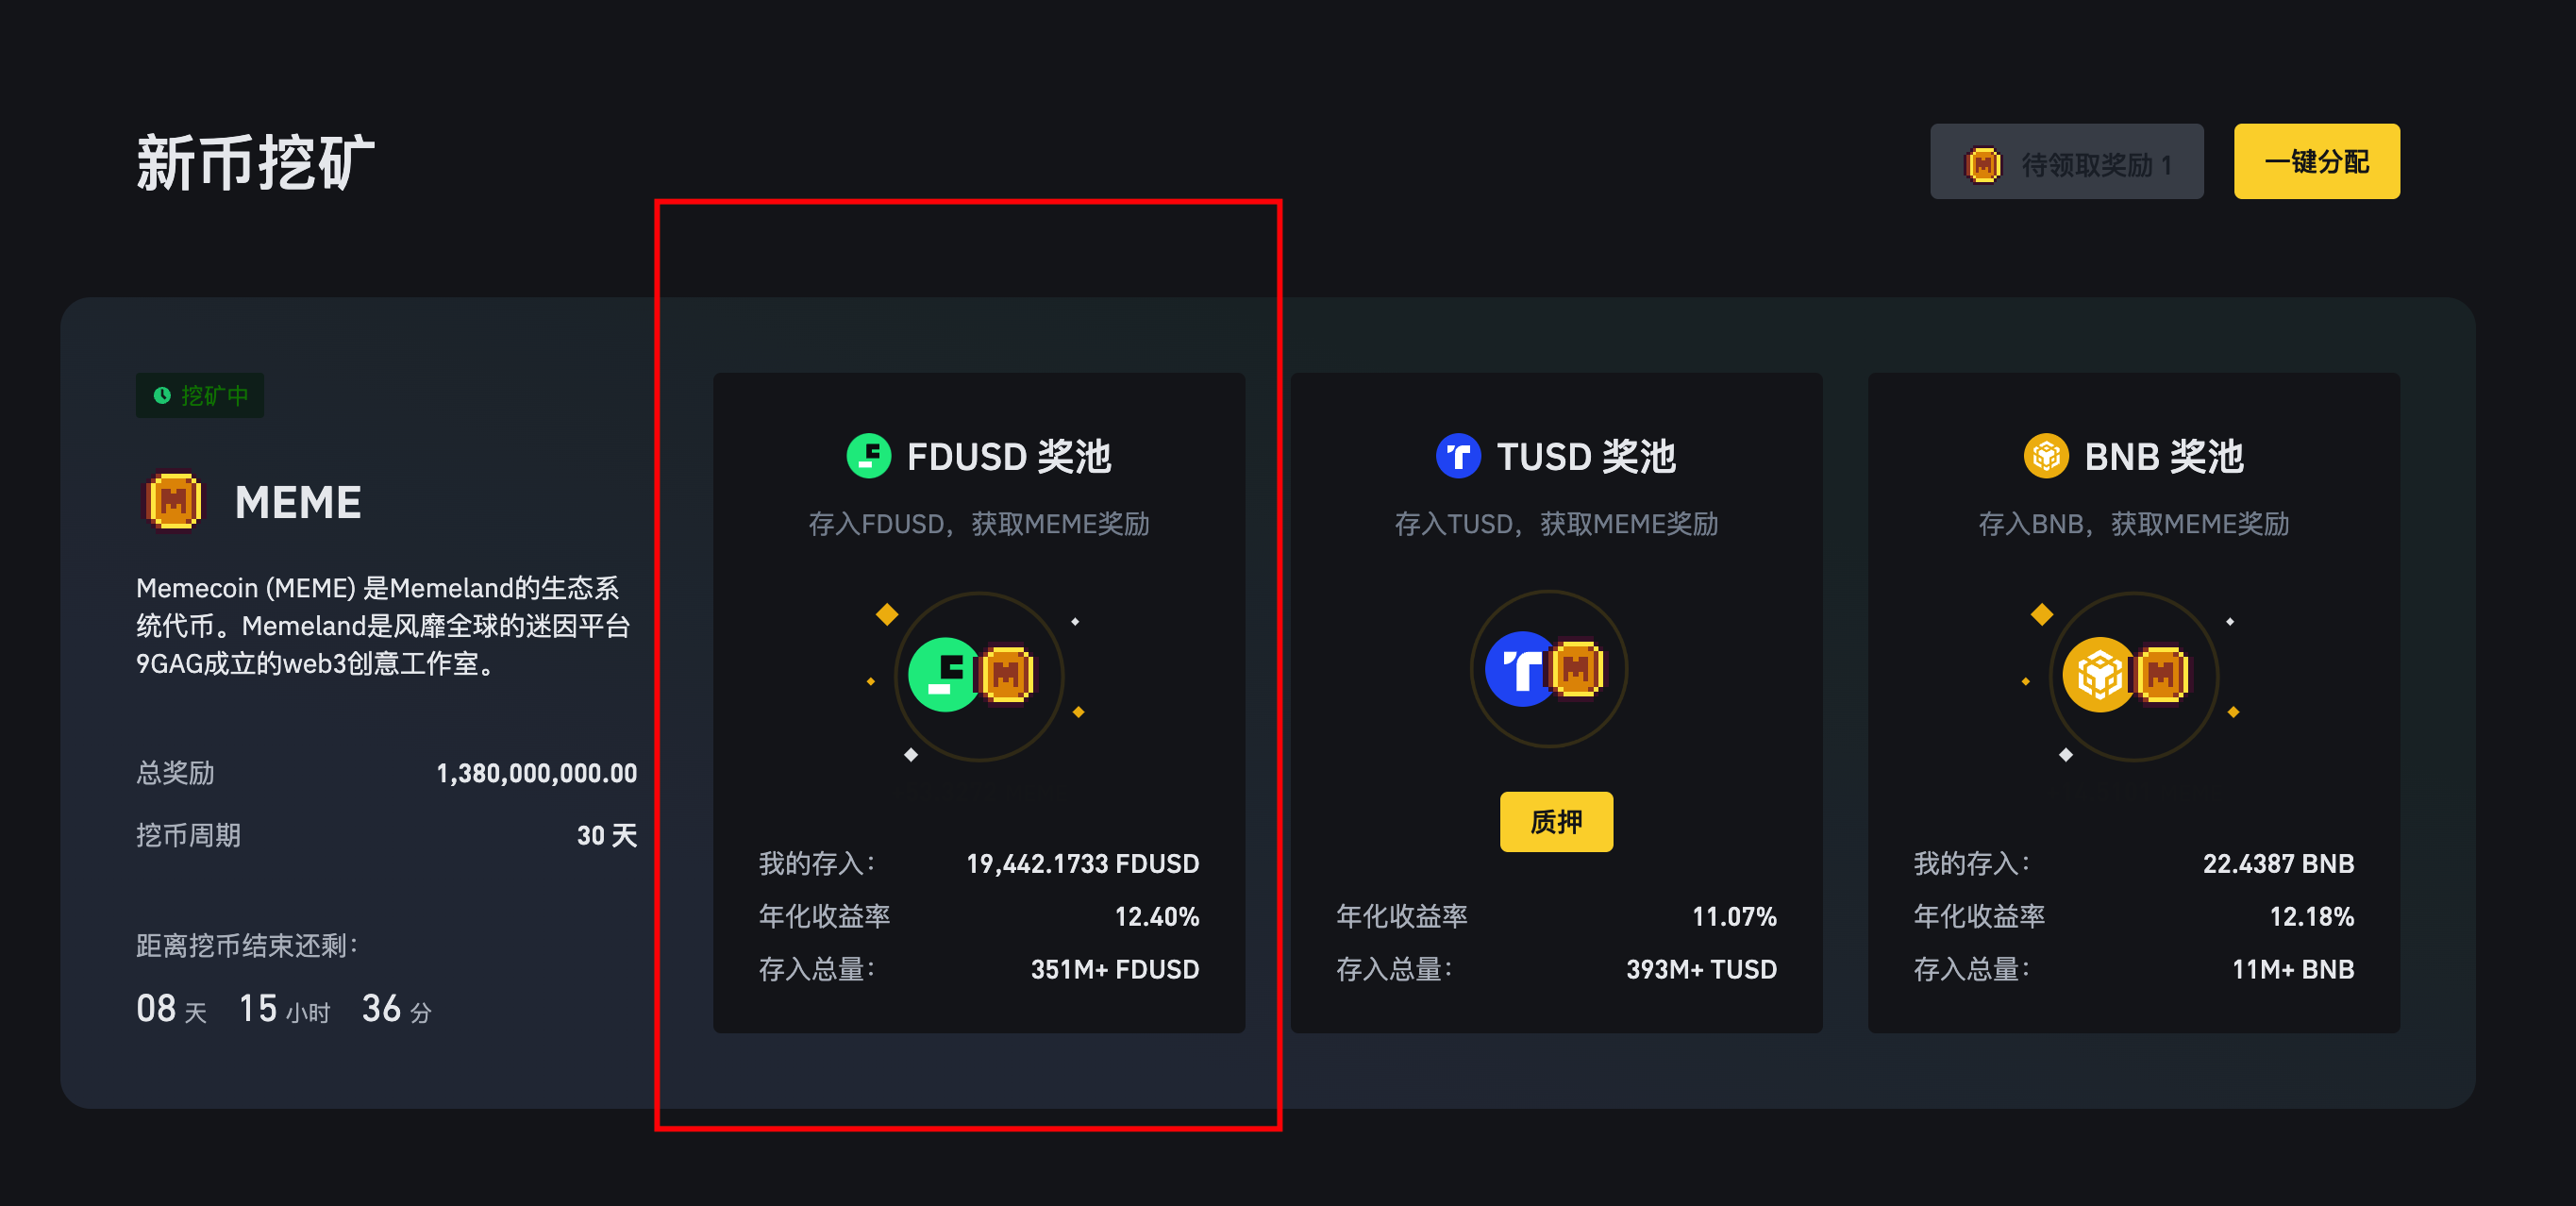 新币挖矿
待领取奖励 1
一键分配
挖矿中
MEME
Memecoin (MEME) 是Memeland的生态系
统代币。Memeland是风靡全球的迷因平台
9GAG成立的web3创意工作室。
总奖励 1,380,000,000.00
挖币周期 30 天
距离挖币结束还剩：
08 天 15 小时 36 分
FDUSD 奖池
存入FDUSD，获取MEME奖励
我的存入： 19,442.1733 FDUSD
年化收益率 12.40%
存入总量： 351M+ FDUSD
TUSD 奖池
存入TUSD，获取MEME奖励
质押
年化收益率 11.07%
存入总量： 393M+ TUSD
BNB 奖池
存入BNB，获取MEME奖励
我的存入： 22.4387 BNB
年化收益率 12.18%
存入总量： 11M+ BNB